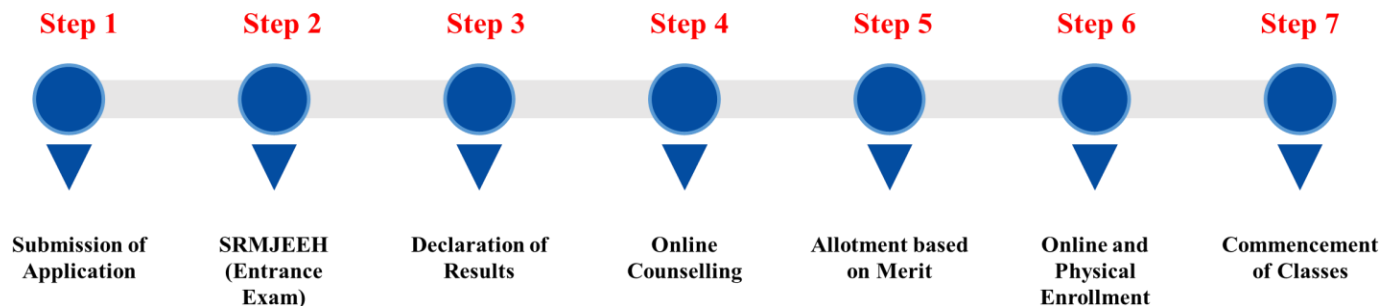 Step 1
Step 2
Step 3
Step 4
Step 5
Step 6
Step 7
Submission of
Application
SRMJEEH
(Entrance
Exam)
Declaration of
Results
Online
Counselling
Allotment based
on Merit
Online and
Physical
Enrollment
Commencement
of Classes